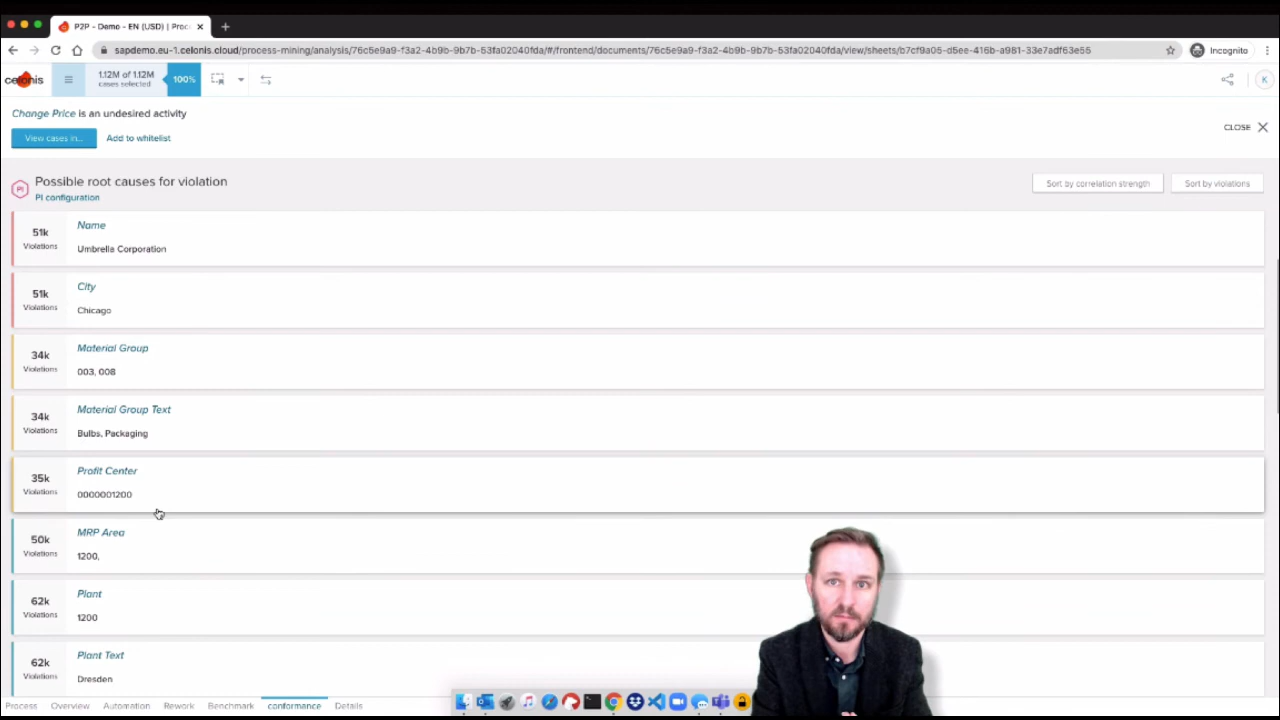 P2P - Demo - EN (USD) | Proc
sapdemo.eu-1.celonis.cloud/process-mining/analysis/76c5e9a9-f3a2-4b9b-9b7b-53fa02040fda/#/frontend/documents/76c5e9a9-f3a2-4b9b-9b7b-53fa02040fda/view/sheets/b7cf9a05-d5ee-416b-a981-33e7adf63e55
Incognito
celonis
1.12M of 1.12M
cases selected
100%
K
Change Price is an undesired activity
CLOSE
View cases in...
Add to whitelist
PI
Possible root causes for violation
PI configuration
Sort by correlation strength
Sort by violations
51k
Violations
Name
Umbrella Corporation
51k
Violations
City
Chicago
34k
Violations
Material Group
003, 008
34k
Violations
Material Group Text
Bulbs, Packaging
35k
Violations
Profit Center
0000001200
50k
Violations
MRP Area
1200,
62k
Violations
Plant
1200
62k
Violations
Plant Text
Dresden
Process
Overview
Automation
Rework
Benchmark
conformance
Details